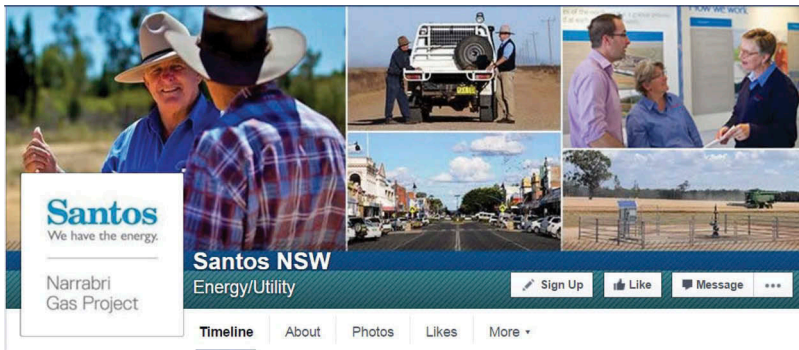 How we work
Santos
We have the energy.
Narrabri
Gas Project
Santos NSW
Energy/Utility
Sign Up
Like
Message
Timeline
About
Photos
Likes
More